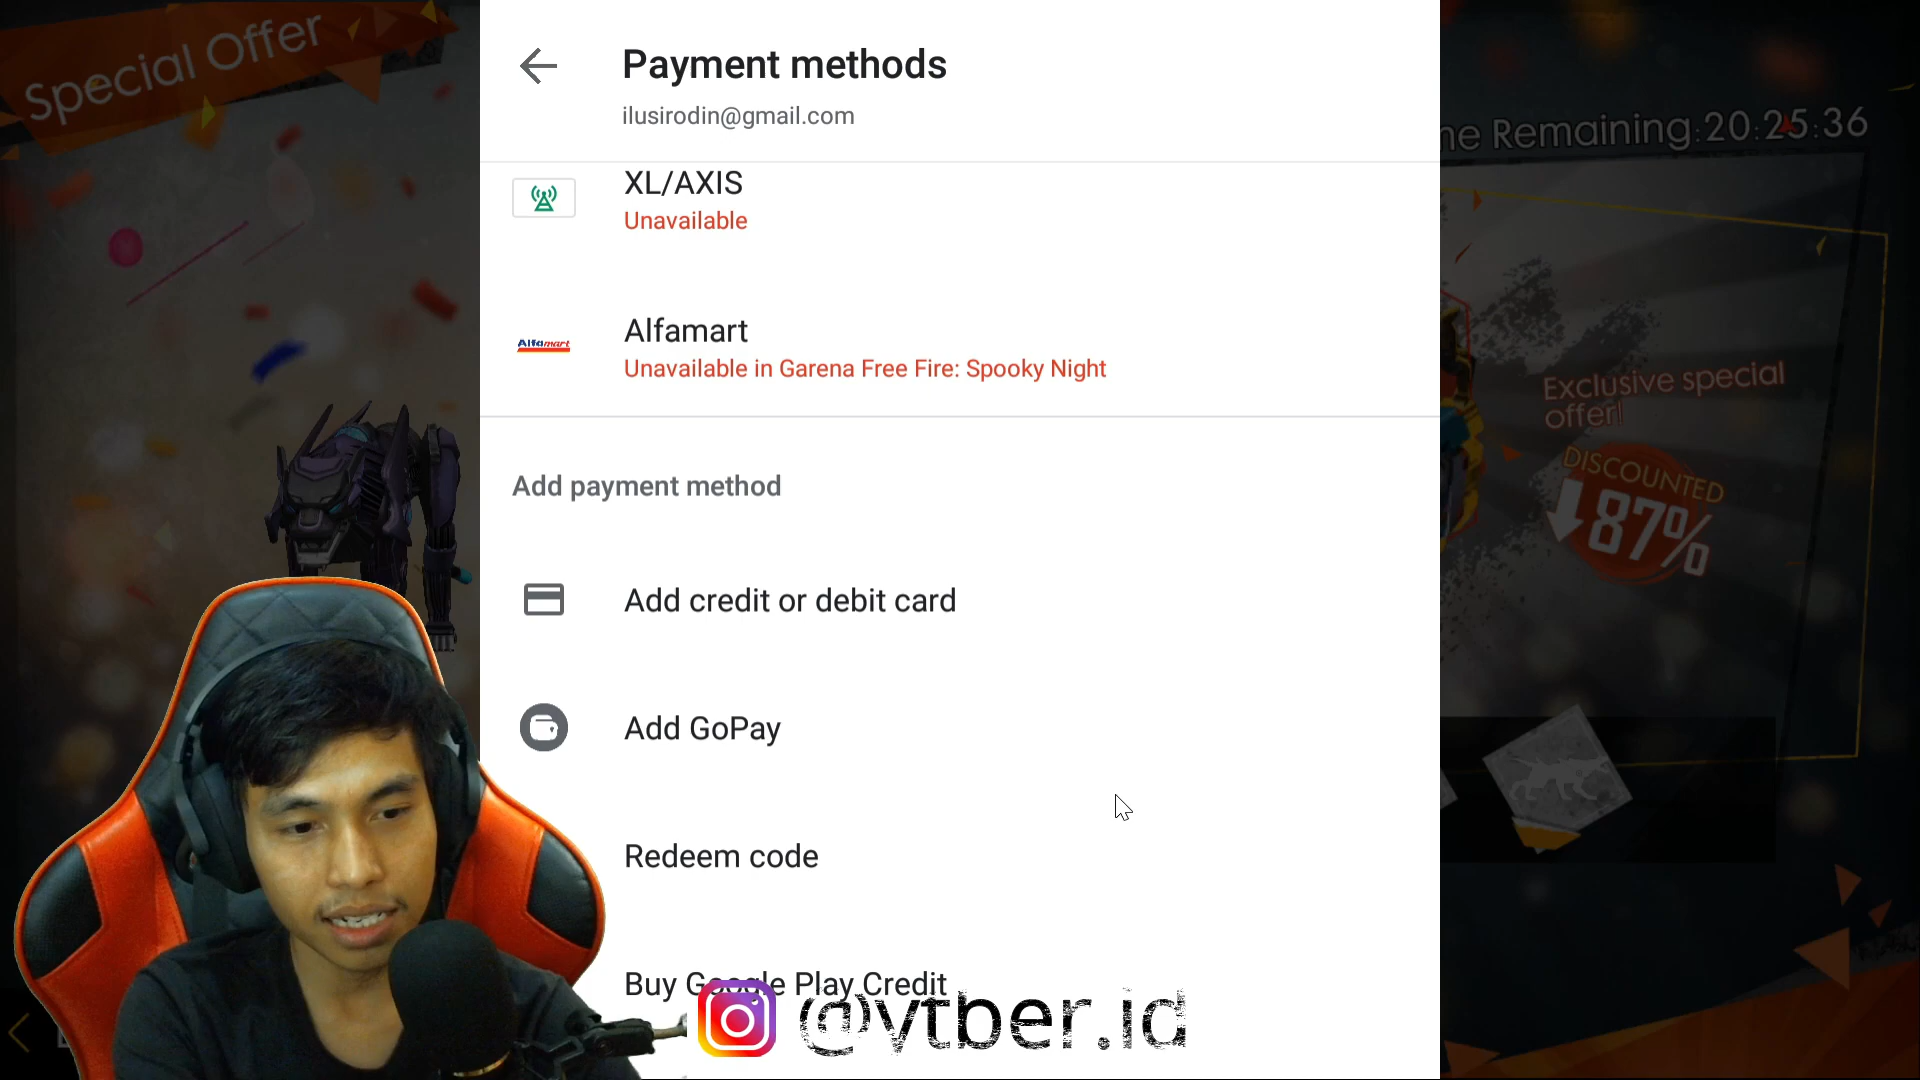 Special Offer
Payment methods
ilusirodin@gmail.com
ne Remaining:20:25:36
XL/AXIS
Unavailable
Alfamart
Alfamart
Unavailable in Garena Free Fire: Spooky Night
Exclusive special
offer!
DISCOUNTED
87%
Add payment method
Add credit or debit card
Add GoPay
Redeem code
Buy Google Play Credit
@ytber.id